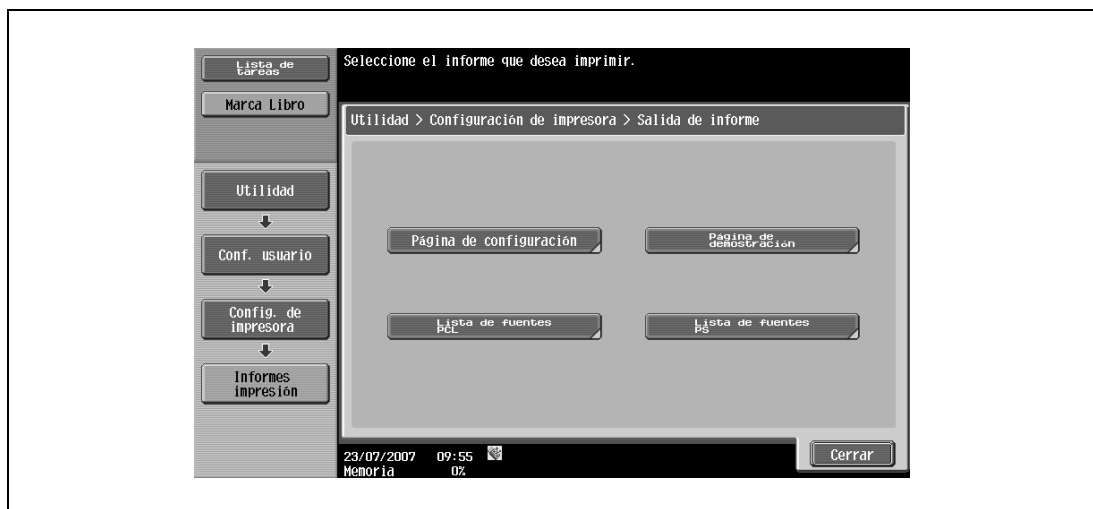 Lista de
tareas
Seleccione el informe que desea imprimir.
Marca Libro
Utilidad > Configuración de impresora > Salida de informe
Utilidad
Conf. usuario
Config. de
impresora
Informes
impresión
Página de configuración
Página de
demostración
Lista de fuentes
PCL
Lista de fuentes
PS
23/07/2007 09:55
Memoria 0%
Cerrar